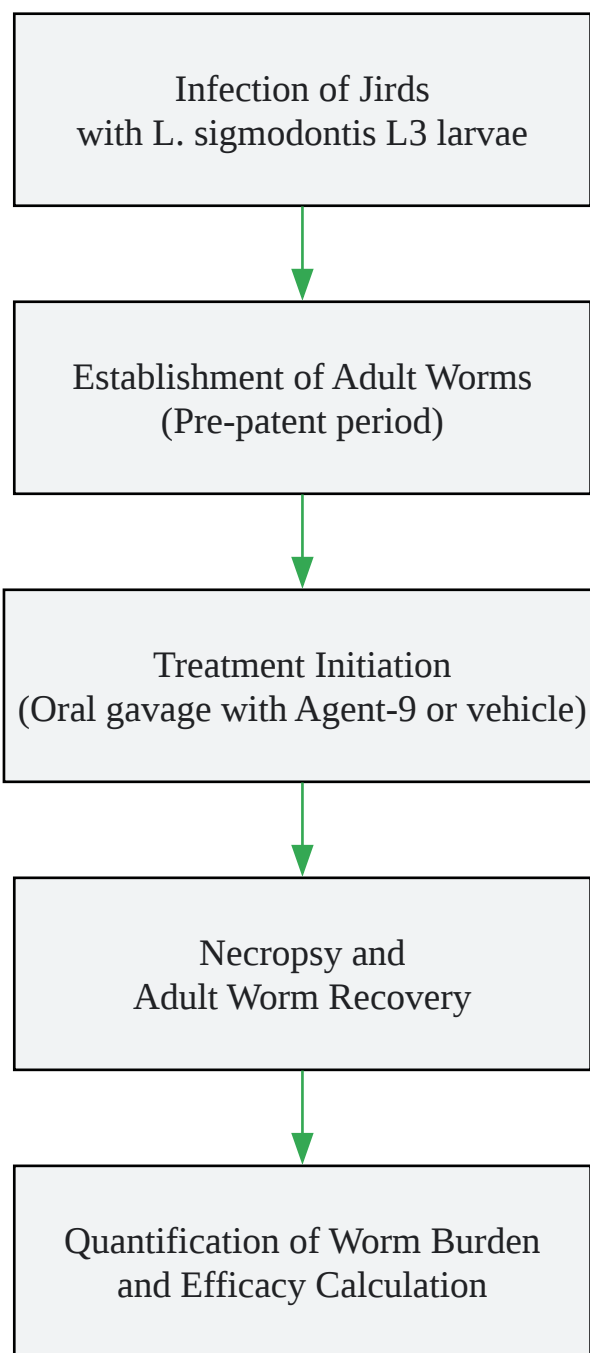 Infection of Jirds
with L. sigmodontis L3 larvae
Establishment of Adult Worms
(Pre-patent period)
Treatment Initiation
(Oral gavage with Agent-9 or vehicle)
Necropsy and
Adult Worm Recovery
Quantification of Worm Burden
and Efficacy Calculation